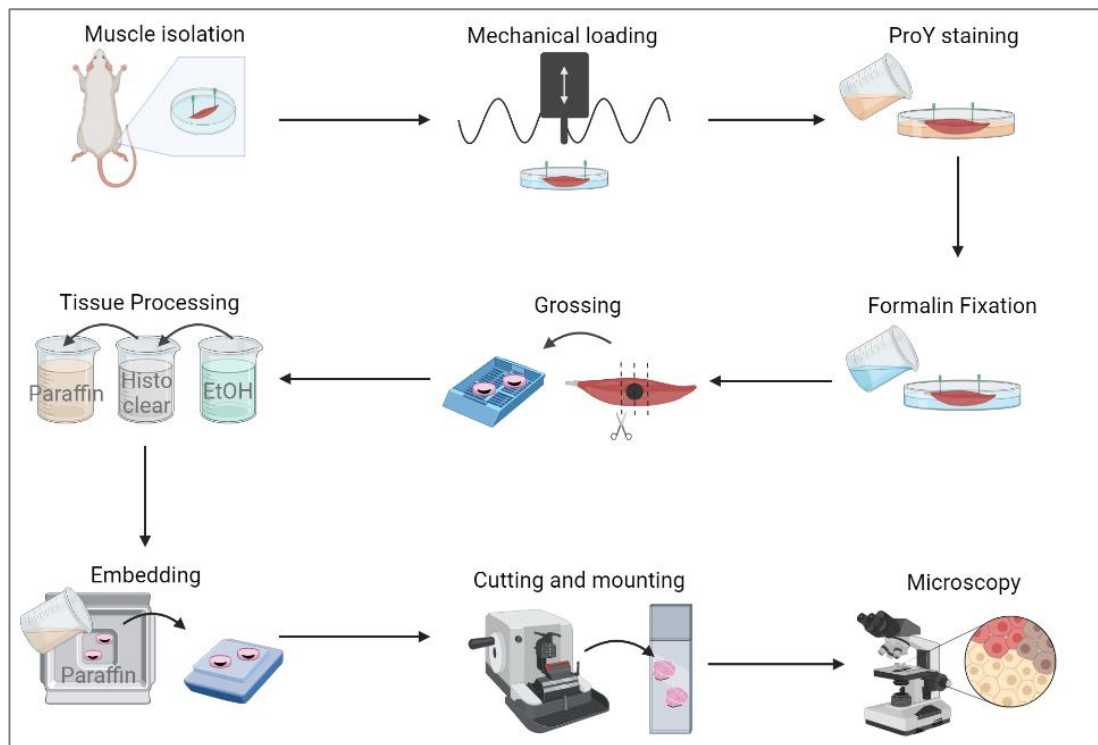 Muscle isolation
Mechanical loading
ProY staining
Formalin Fixation
Grossing
Tissue Processing
Paraffin
Histo
clear
EtOH
Embedding
Paraffin
Cutting and mounting
Microscopy